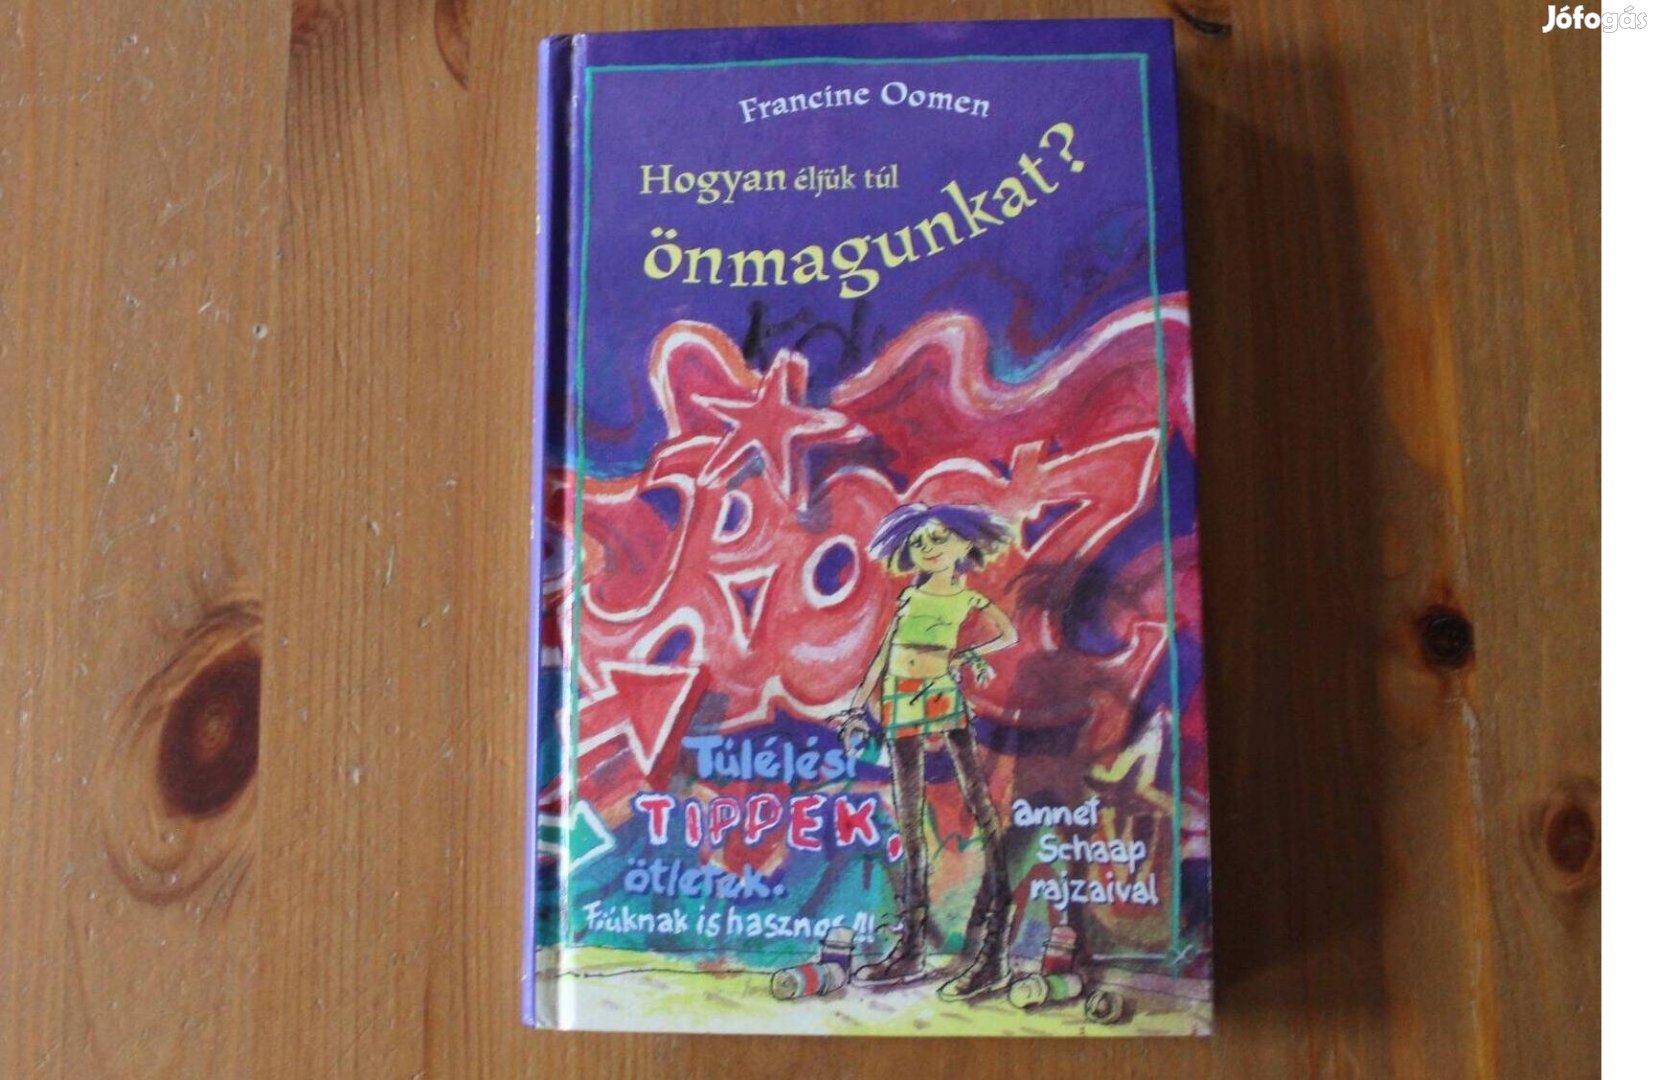 Jófogás
Francine Oomen
Hogyan éljük túl
önmagunkat?
Túlélési
TIPPEK,
ötletek.
Fiúknak is hasznos!!
annet
Schaap
rajzaival